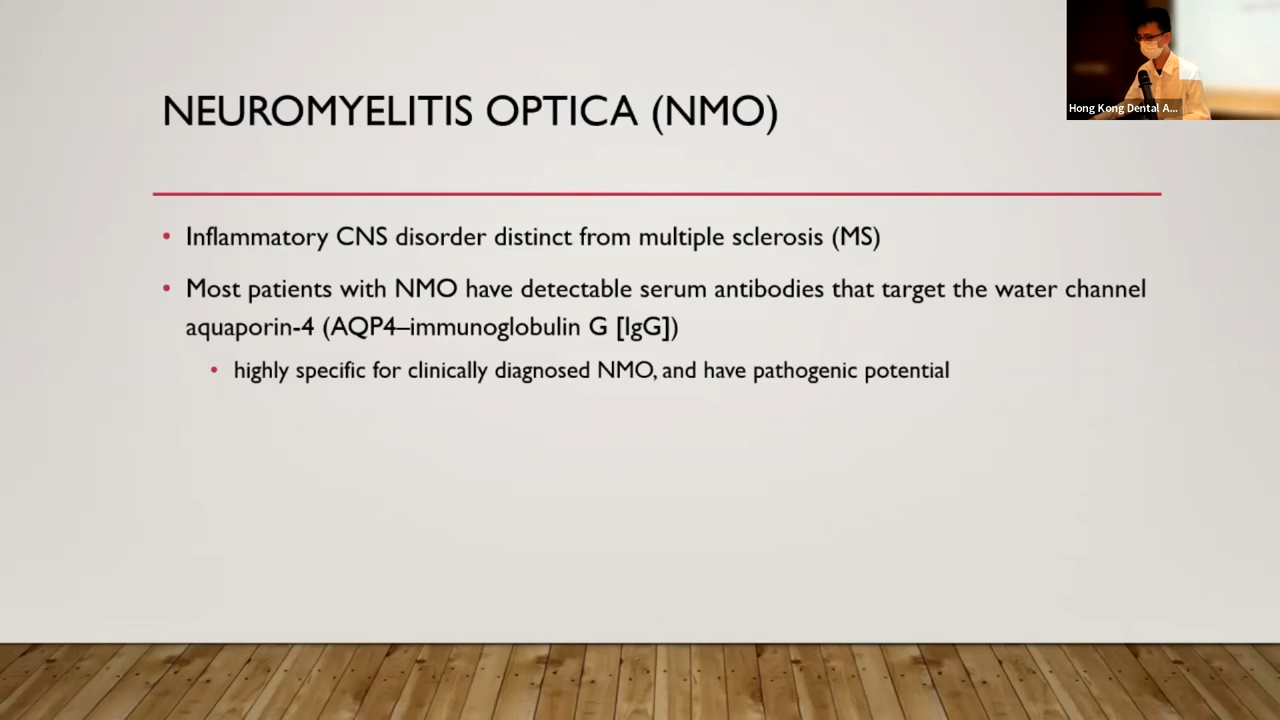 NEUROMYELITIS OPTICA (NMO)
Hong Kong Dental A...
• Inflammatory CNS disorder distinct from multiple sclerosis (MS)
• Most patients with NMO have detectable serum antibodies that target the water channel
aquaporin-4 (AQP4–immunoglobulin G [IgG])
• highly specific for clinically diagnosed NMO, and have pathogenic potential